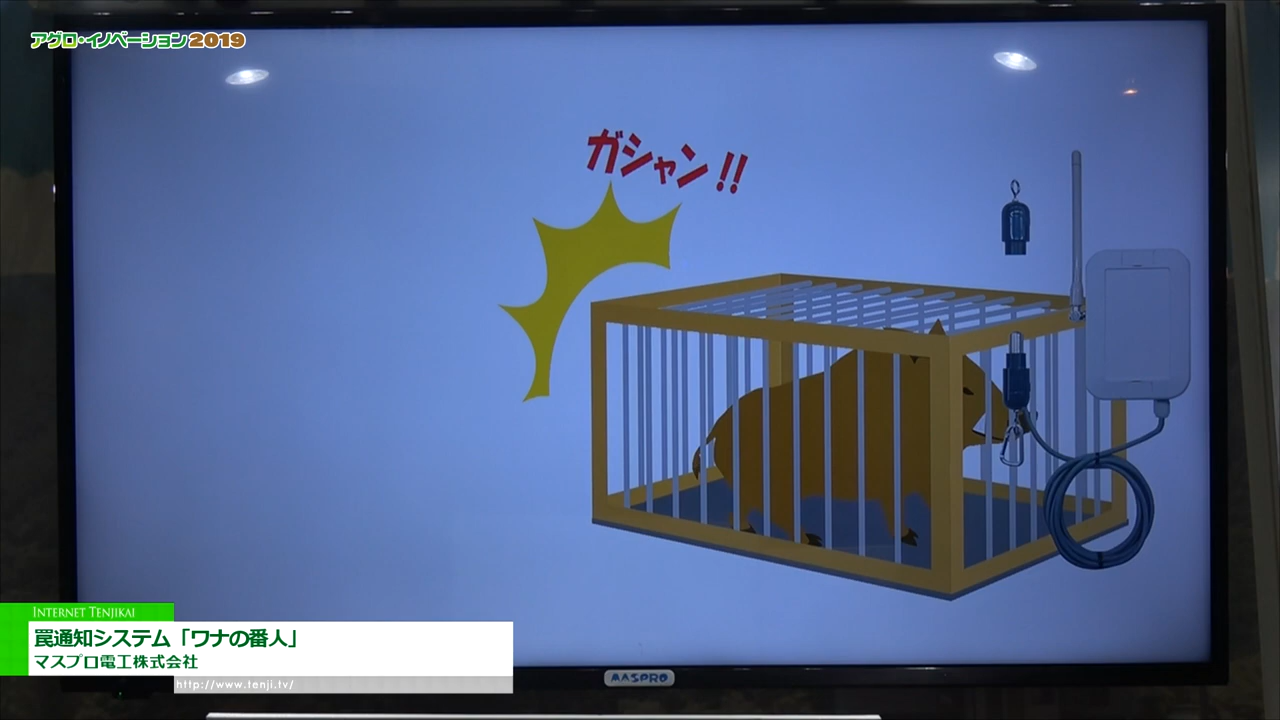 アグロ・イノベーション2019
ガシャン!!
INTERNET TENJIKAI
罠通知システム「ワナの番人」
マスプロ電工株式会社
http://www.tenji.tv/
MASPRO